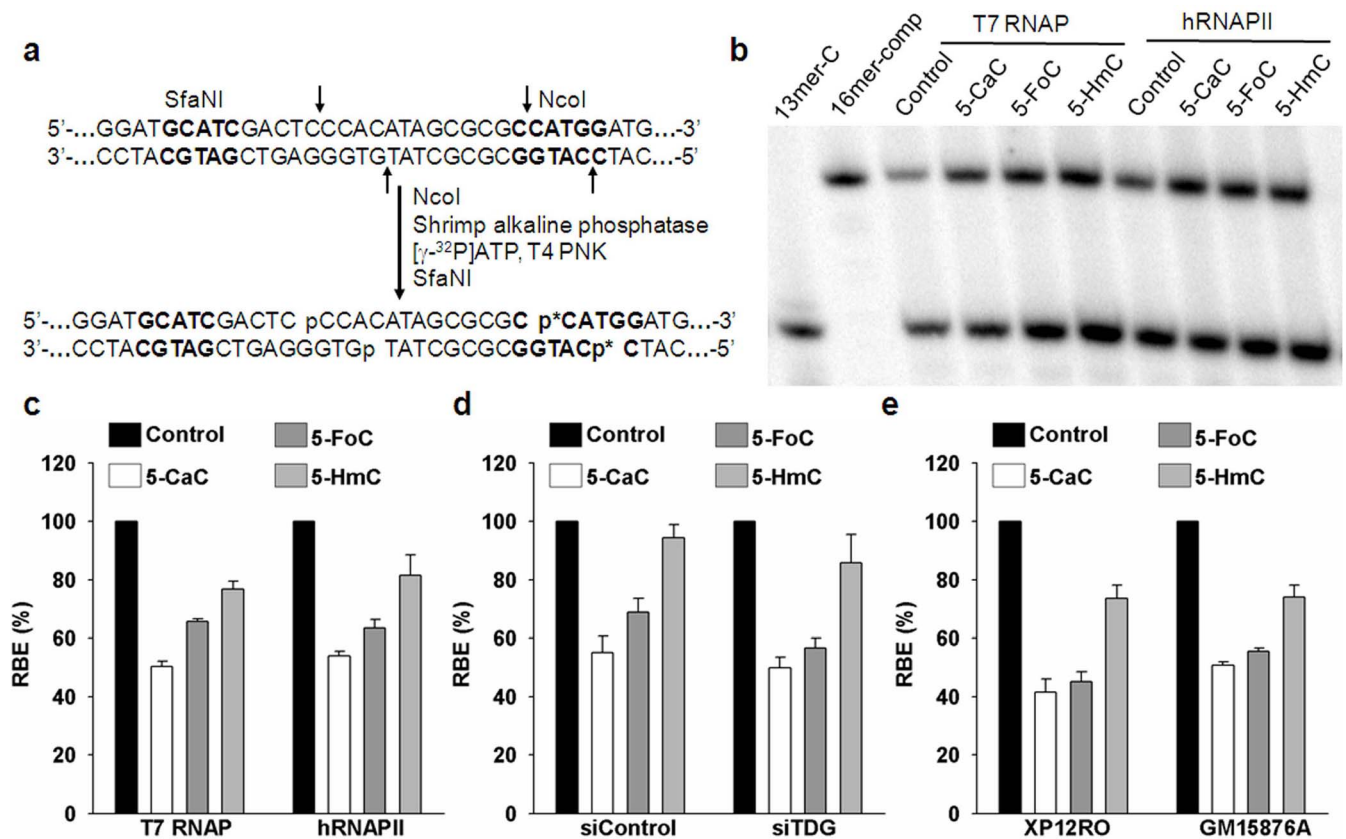 a
SfaNI
NcoI
5'-...GGATGCATCGACTCCCACATAGCGCGCCATGGATG...-3'
3'-...CCTACGTAGCTGAGGGTGTATCGCGCGGTACCTAC...-5'
NcoI
Shrimp alkaline phosphatase
[γ-³²P]ATP, T4 PNK
SfaNI
5'-...GGATGCATCGACTC pCCACATAGCGCGC p*CATGGATG...-3'
3'-...CCTACGTAGCTGAGGGTGp TATCGCGCGGTACp* CTAC...-5'
b
T7 RNAP
hRNAPII
13mer-C
16mer-comp
Control
5-CaC
5-FoC
5-HmC
Control
5-CaC
5-FoC
5-HmC
c
Control
5-FoC
5-CaC
5-HmC
RBE (%)
120
100
80
60
40
20
0
T7 RNAP
hRNAPII
d
Control
5-FoC
5-CaC
5-HmC
RBE (%)
120
100
80
60
40
20
0
siControl
siTDG
e
Control
5-FoC
5-CaC
5-HmC
RBE (%)
120
100
80
60
40
20
0
XP12RO
GM15876A